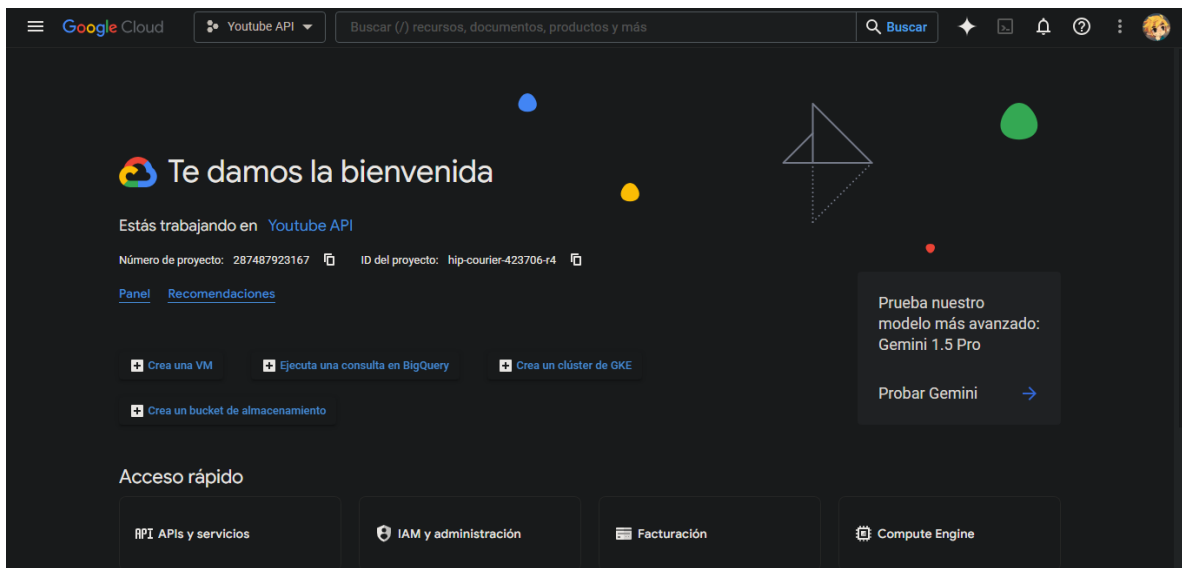 Google Cloud
Youtube API
Buscar (/) recursos, documentos, productos y más
Buscar
Te damos la bienvenida
Estás trabajando en Youtube API
Número de proyecto: 287487923167 ID del proyecto: hip-courier-423706-r4
Panel Recomendaciones
Prueba nuestro
modelo más avanzado:
Gemini 1.5 Pro
Probar Gemini
Crea una VM Ejecuta una consulta en BigQuery Crea un clúster de GKE
Crea un bucket de almacenamiento
Acceso rápido
API APIs y servicios
IAM y administración
Facturación
Compute Engine